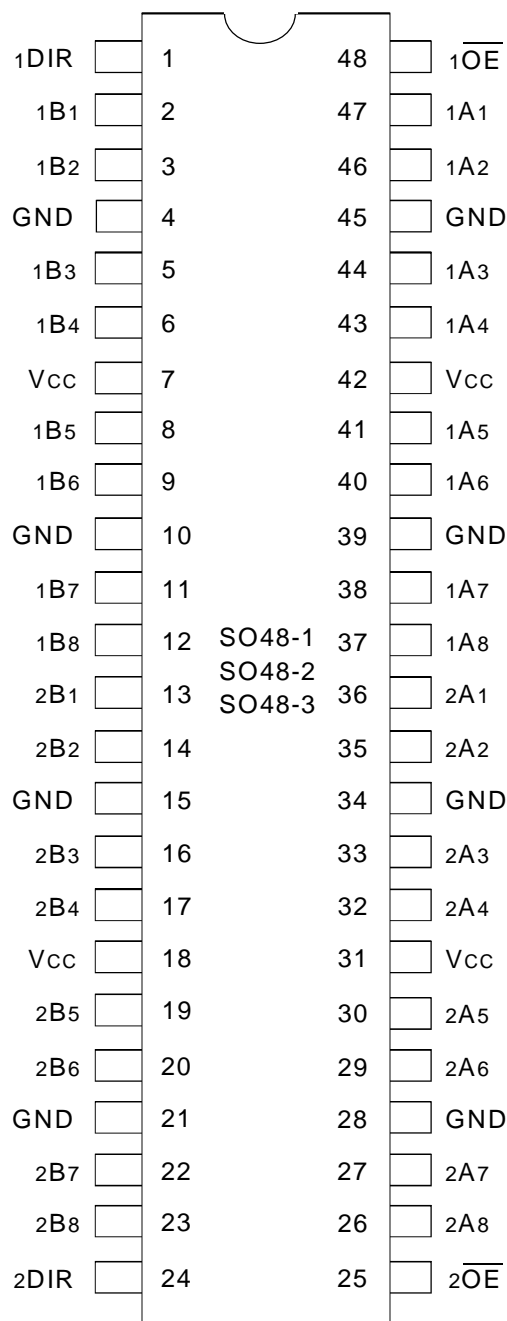 1DIR 1 48 1O̅E̅
1B1 2 47 1A1
1B2 3 46 1A2
GND 4 45 GND
1B3 5 44 1A3
1B4 6 43 1A4
VCC 7 42 VCC
1B5 8 41 1A5
1B6 9 40 1A6
GND 10 39 GND
1B7 11 38 1A7
1B8 12 SO48-1 37 1A8
SO48-2
2B1 13 SO48-3 36 2A1
2B2 14 35 2A2
GND 15 34 GND
2B3 16 33 2A3
2B4 17 32 2A4
VCC 18 31 VCC
2B5 19 30 2A5
2B6 20 29 2A6
GND 21 28 GND
2B7 22 27 2A7
2B8 23 26 2A8
2DIR 24 25 2O̅E̅